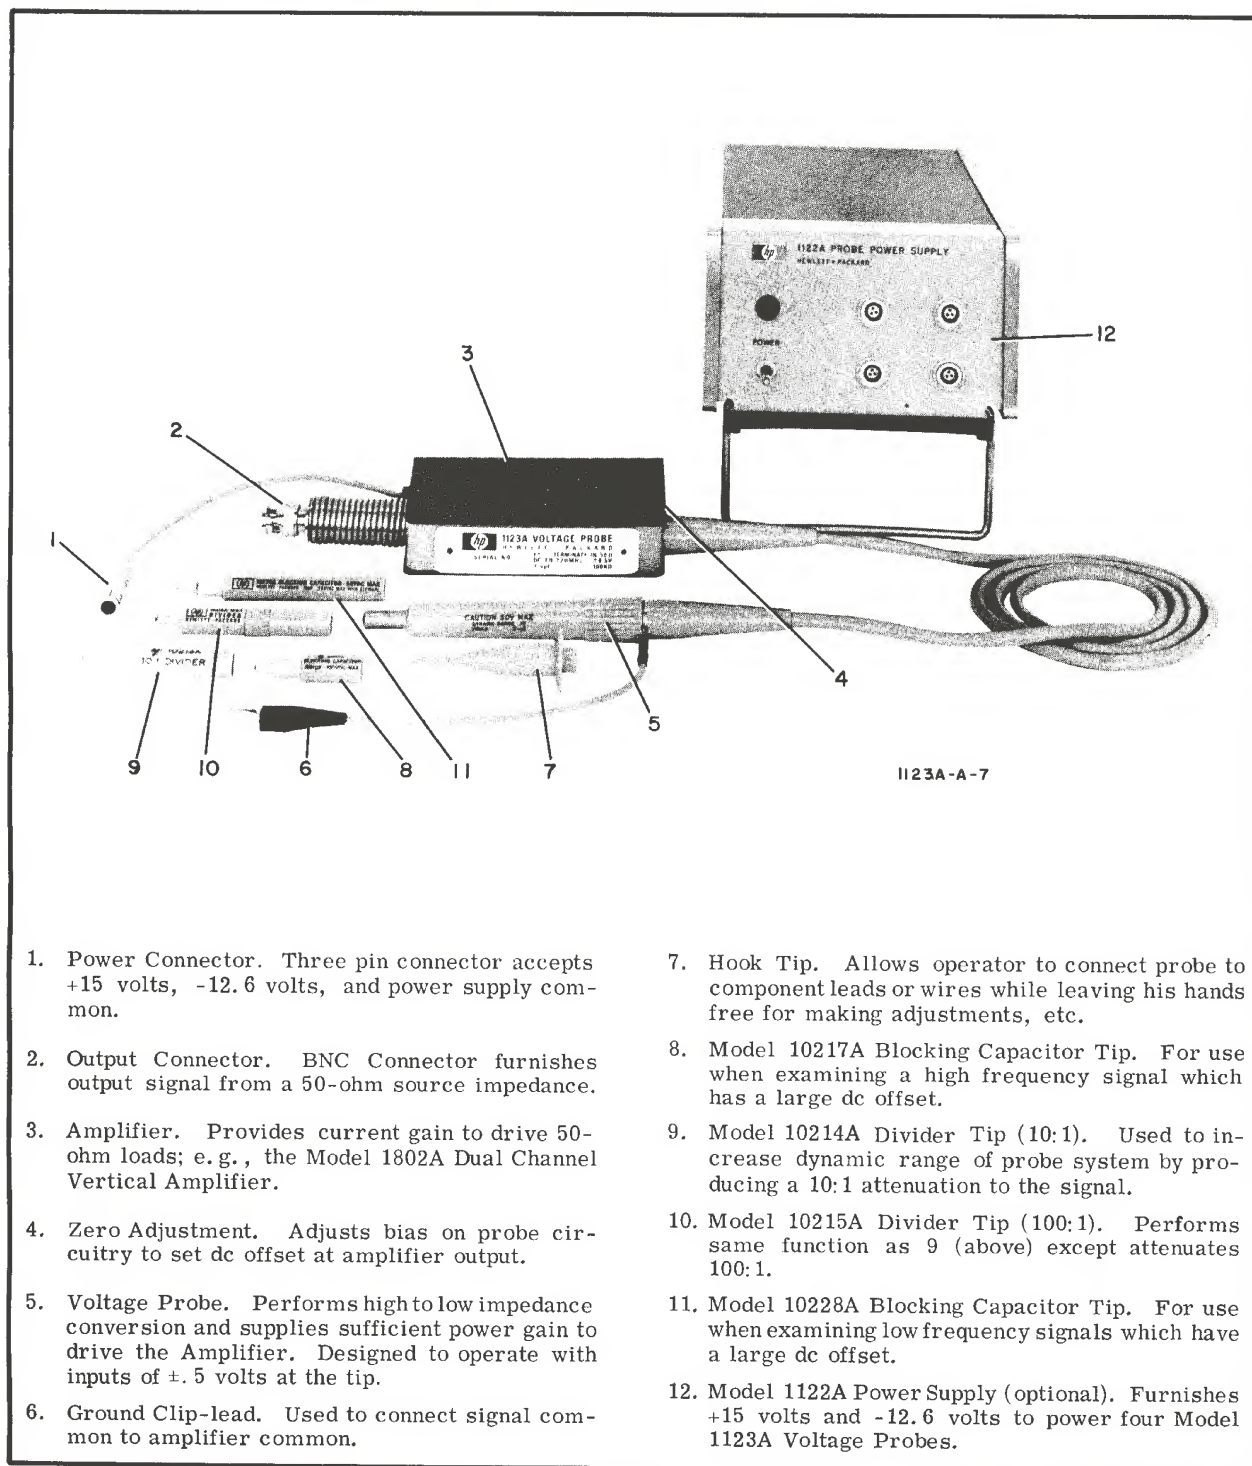 hp 1122A PROBE POWER SUPPLY
HEWLETT • PACKARD
POWER
12
3
2
1
hp 1123A VOLTAGE PROBE
HEWLETT PACKARD
SERIAL NO.
CAUTION 50V MAX
10:1 DIVIDER
4
5
9
10
6
8
11
7
1123A-A-7
1. Power Connector. Three pin connector accepts
+15 volts, -12.6 volts, and power supply com-
mon.
2. Output Connector. BNC Connector furnishes
output signal from a 50-ohm source impedance.
3. Amplifier. Provides current gain to drive 50-
ohm loads; e.g., the Model 1802A Dual Channel
Vertical Amplifier.
4. Zero Adjustment. Adjusts bias on probe cir-
cuitry to set dc offset at amplifier output.
5. Voltage Probe. Performs high to low impedance
conversion and supplies sufficient power gain to
drive the Amplifier. Designed to operate with
inputs of ±.5 volts at the tip.
6. Ground Clip-lead. Used to connect signal com-
mon to amplifier common.
7. Hook Tip. Allows operator to connect probe to
component leads or wires while leaving his hands
free for making adjustments, etc.
8. Model 10217A Blocking Capacitor Tip. For use
when examining a high frequency signal which
has a large dc offset.
9. Model 10214A Divider Tip (10:1). Used to in-
crease dynamic range of probe system by pro-
ducing a 10:1 attenuation to the signal.
10. Model 10215A Divider Tip (100:1). Performs
same function as 9 (above) except attenuates
100:1.
11. Model 10228A Blocking Capacitor Tip. For use
when examining low frequency signals which have
a large dc offset.
12. Model 1122A Power Supply (optional). Furnishes
+15 volts and -12.6 volts to power four Model
1123A Voltage Probes.